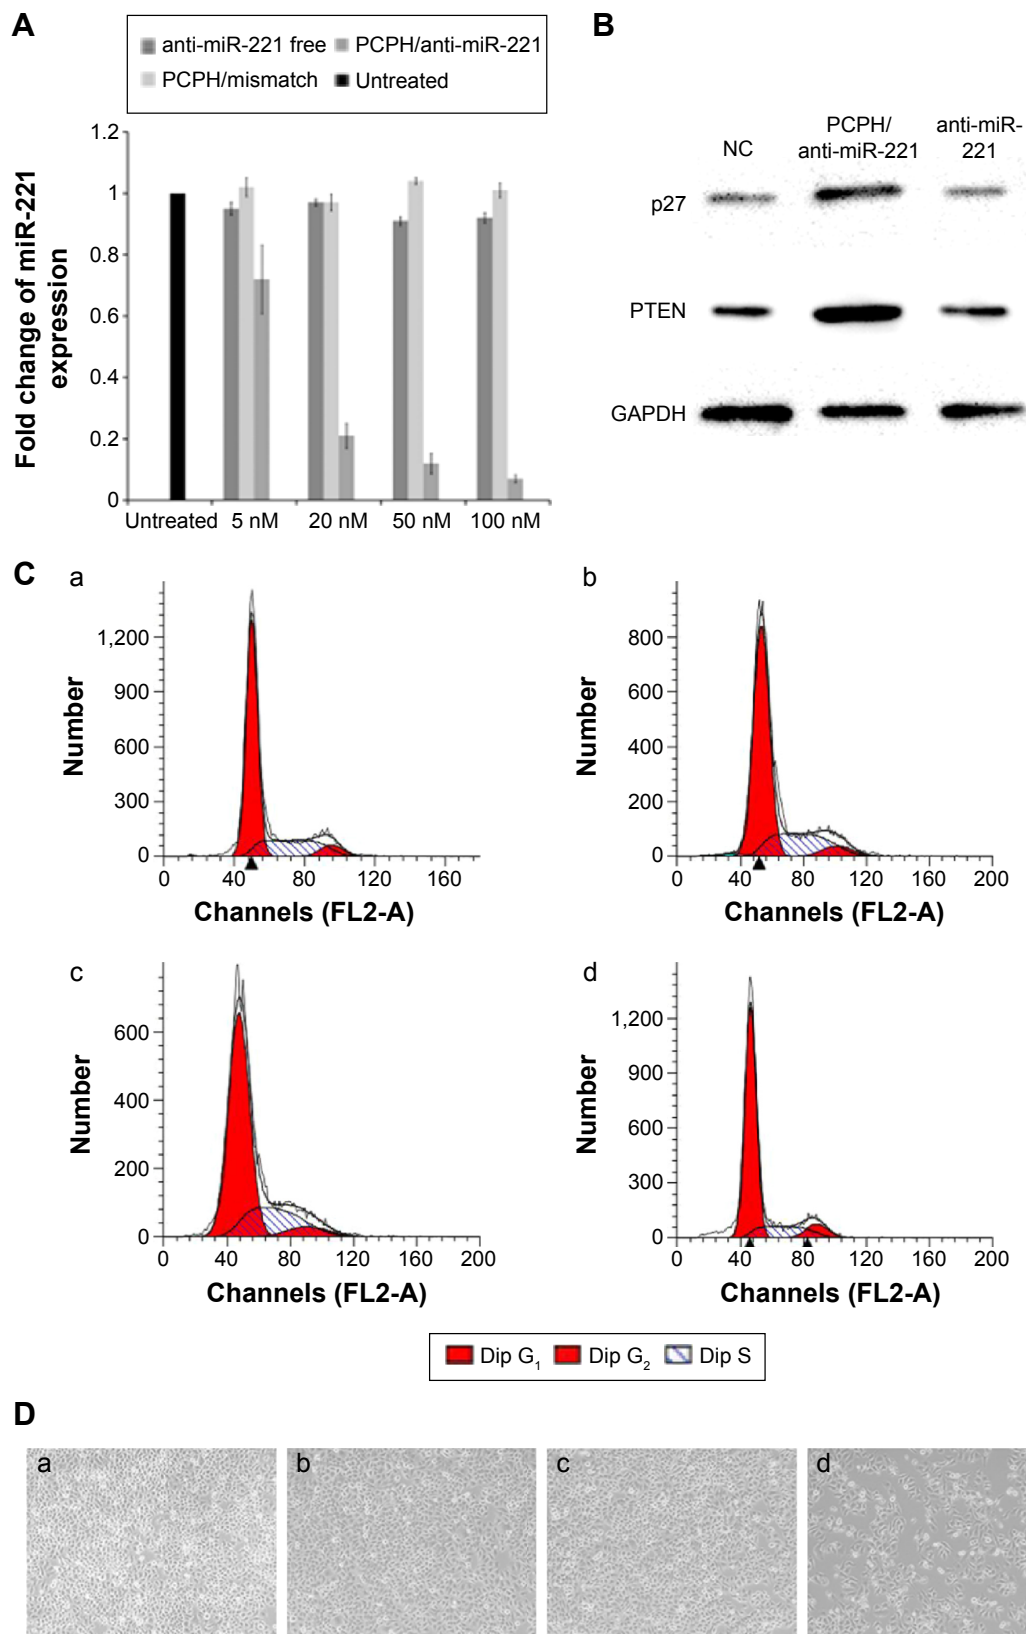 A
anti-miR-221 free PCPH/anti-miR-221
PCPH/mismatch Untreated
Fold change of miR-221
expression
1.2
1
0.8
0.6
0.4
0.2
0
Untreated 5 nM 20 nM 50 nM 100 nM
B
NC PCPH/anti-miR-221 anti-miR-221
p27
PTEN
GAPDH
C
a
Number
1,200
900
600
300
0
0 40 80 120 160
Channels (FL2-A)
b
Number
800
600
400
200
0
0 40 80 120 160 200
Channels (FL2-A)
c
Number
600
400
200
0
0 40 80 120 160 200
Channels (FL2-A)
d
Number
1,200
900
600
300
0
0 40 80 120 160 200
Channels (FL2-A)
Dip G1 Dip G2 Dip S
D
a b c d